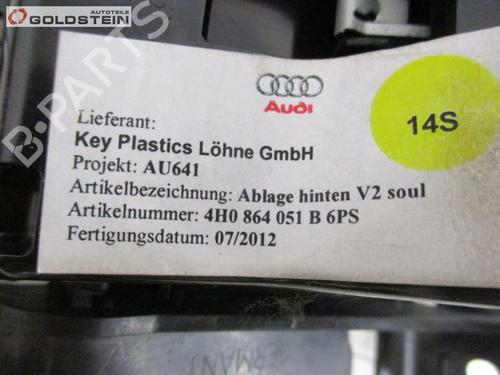 AUTOTEILE
GOLDSTEIN
Audi
Lieferant:
Key Plastics Löhne GmbH
Projekt: AU641
Artikelbezeichnung: Ablage hinten V2 soul
Artikelnummer: 4H0 864 051 B 6PS
Fertigungsdatum: 07/2012
14S
B-PARTS
ERMANY